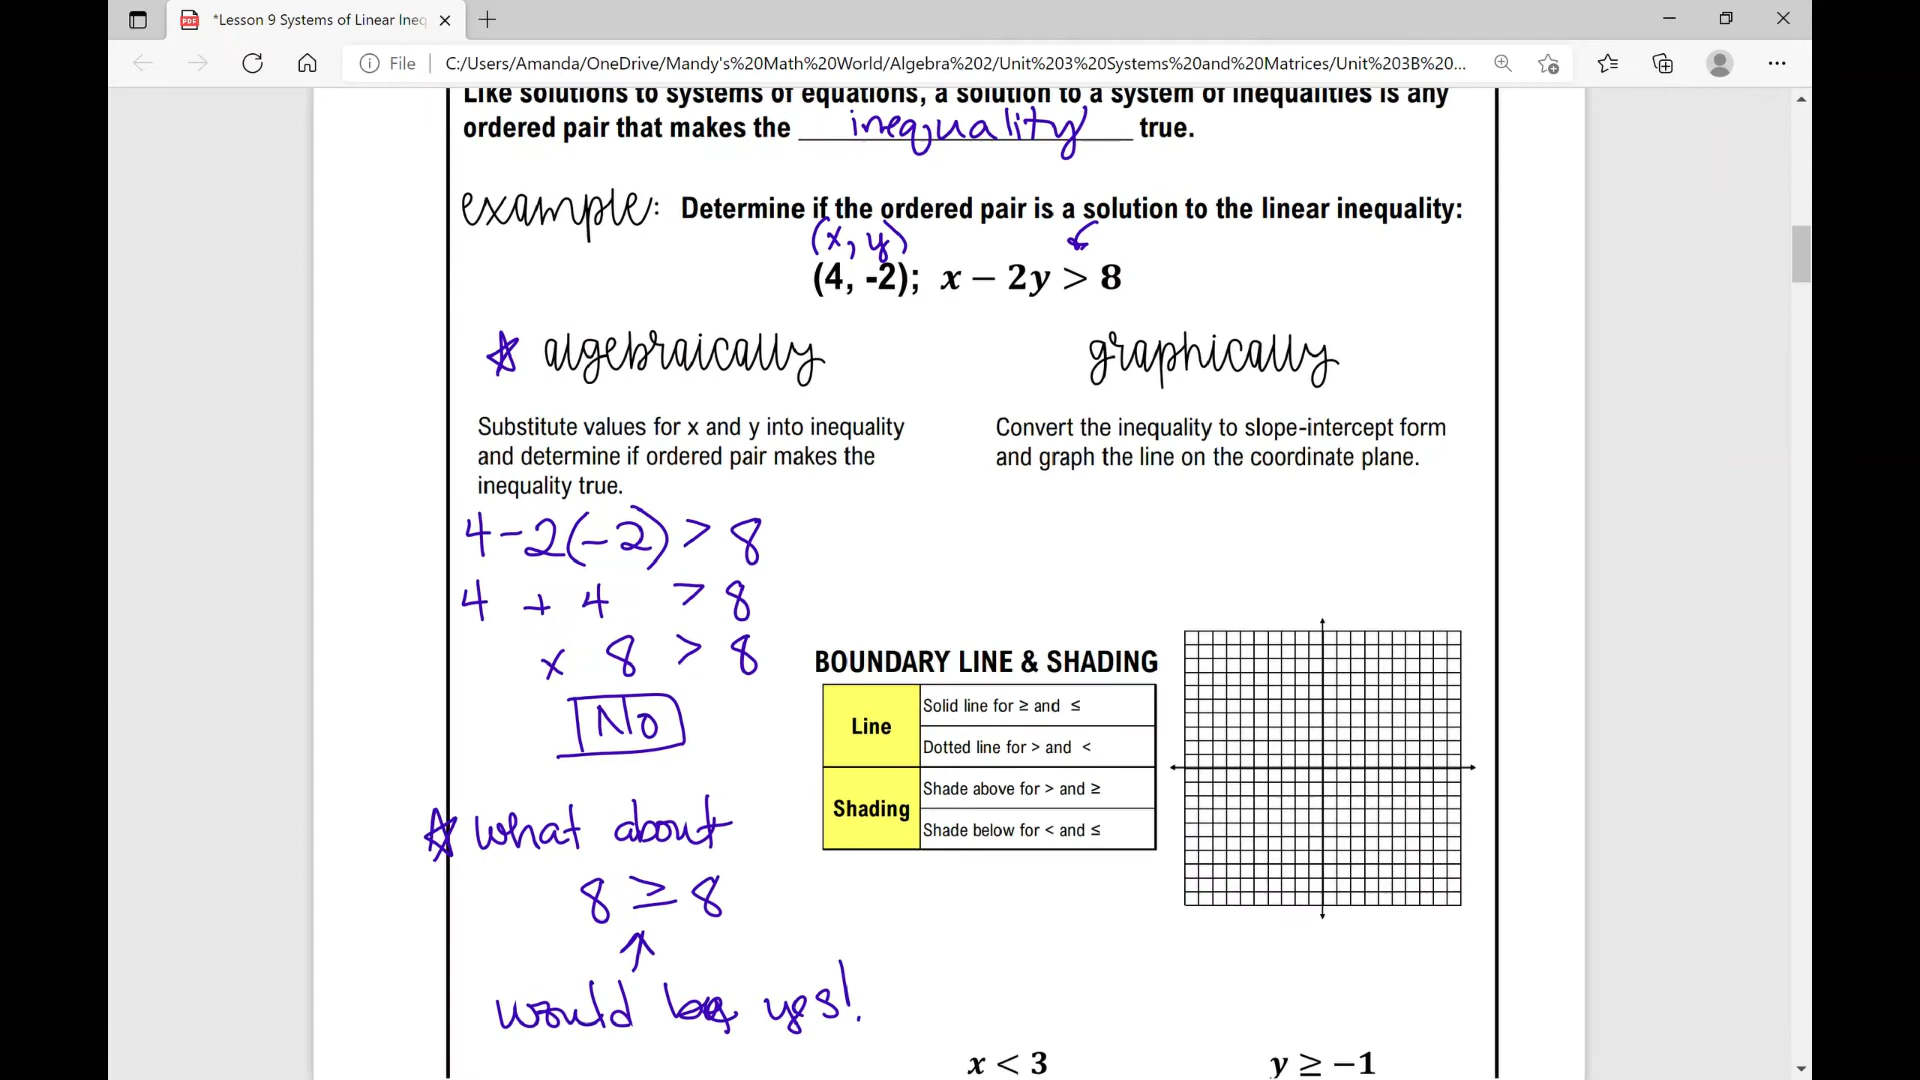 *Lesson 9 Systems of Linear Ineq
File
C:/Users/Amanda/OneDrive/Mandy's%20Math%20World/Algebra%202/Unit%203%20Systems%20and%20Matrices/Unit%203B%20...
Like solutions to systems of equations, a solution to a system of inequalities is any
ordered pair that makes the inequality true.
example: Determine if the ordered pair is a solution to the linear inequality:
(x, y)
(4, -2); x − 2y > 8
☆ algebraically
graphically
Substitute values for x and y into inequality
and determine if ordered pair makes the
inequality true.
Convert the inequality to slope-intercept form
and graph the line on the coordinate plane.
4-2(-2) > 8
4 + 4 > 8
x 8 > 8
No
BOUNDARY LINE & SHADING
Line
Solid line for ≥ and ≤
Dotted line for > and <
Shading
Shade above for > and ≥
Shade below for < and ≤
☆ what about
8 ≥ 8
↑
would be yes!
x < 3
y ≥ −1